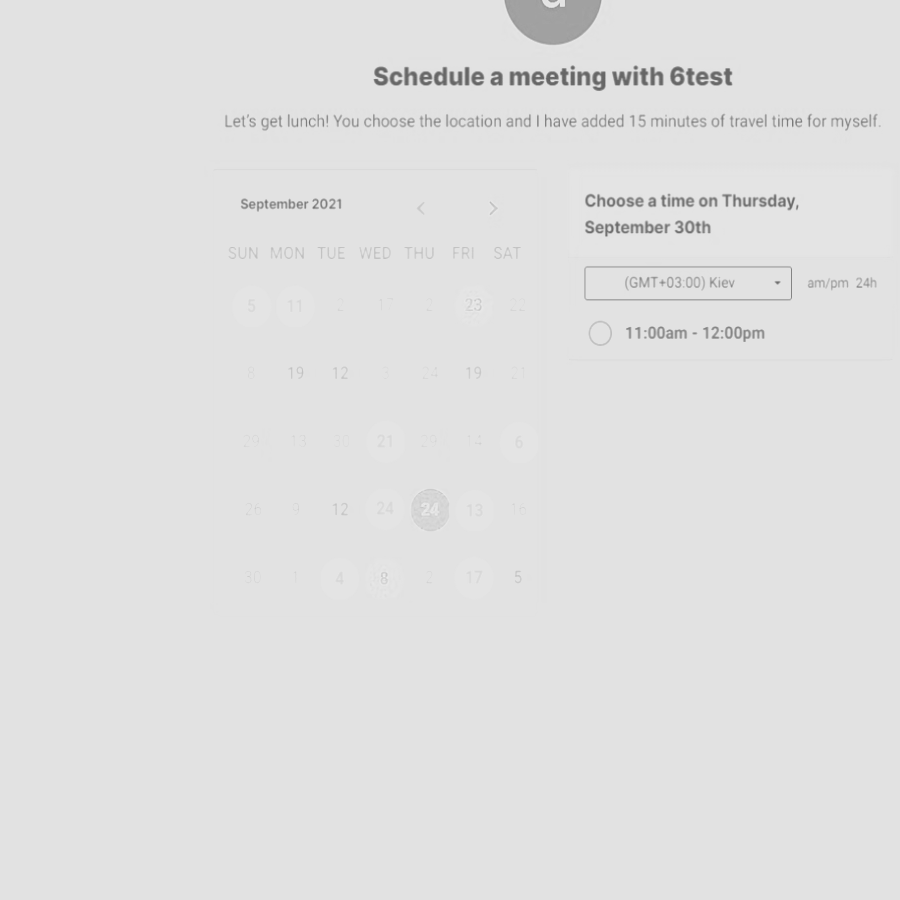 a
Schedule a meeting with 6test
Let's get lunch! You choose the location and I have added 15 minutes of travel time for myself.
September 2021 < >
SUN MON TUE WED THU FRI SAT
5 11 2 17 2 23 22
8 19 12 3 24 19 21
29 13 30 21 29 14 6
26 9 12 24 24 13 16
30 1 4 8 2 17 5
Choose a time on Thursday,
September 30th
(GMT+03:00) Kiev am/pm 24h
11:00am - 12:00pm